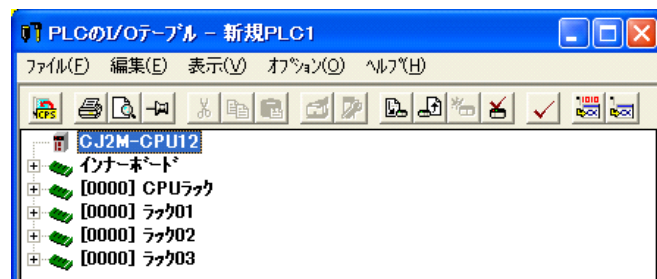 PLCのI/Oテーブル - 新規PLC1
ファイル(F) 編集(E) 表示(V) オプション(O) ヘルプ(H)
CPS 1010
CJ2M-CPU12
インナーボード
[0000] CPUラック
[0000] ラック01
[0000] ラック02
[0000] ラック03